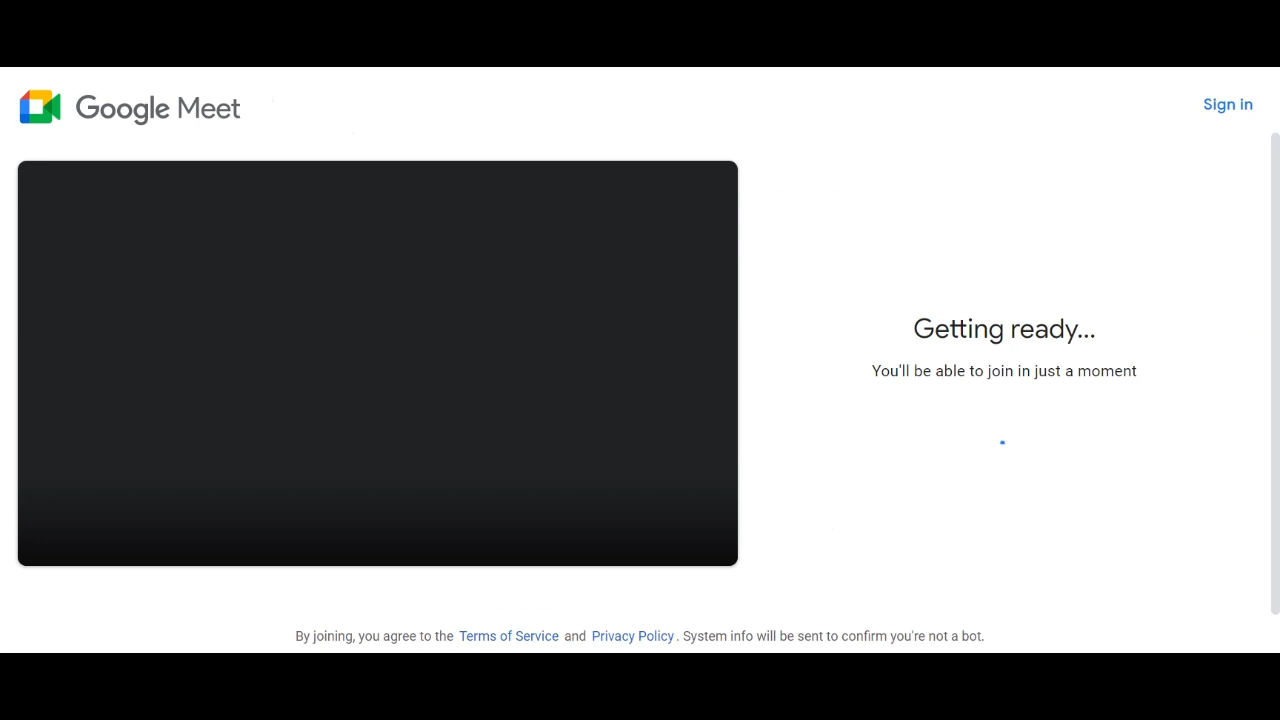 Google Meet
Sign in
Getting ready...
You'll be able to join in just a moment
By joining, you agree to the Terms of Service and Privacy Policy. System info will be sent to confirm you're not a bot.